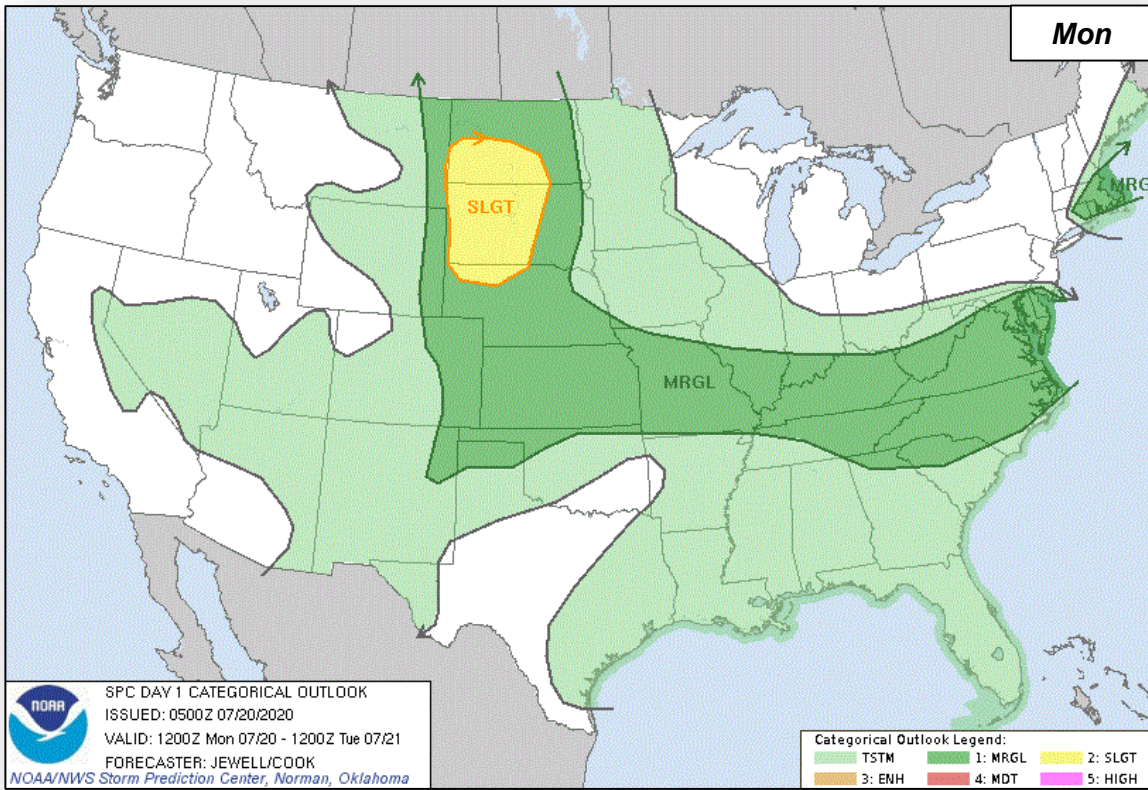 Mon
MRG
SLGT
MRGL
NOAA
SPC DAY 1 CATEGORICAL OUTLOOK
ISSUED: 0500Z 07/20/2020
VALID: 1200Z Mon 07/20 - 1200Z Tue 07/21
FORECASTER: JEWELL/COOK
NOAA/NWS Storm Prediction Center, Norman, Oklahoma
Categorical Outlook Legend:
TSTM 1: MRGL 2: SLGT
3: ENH 4: MDT 5: HIGH